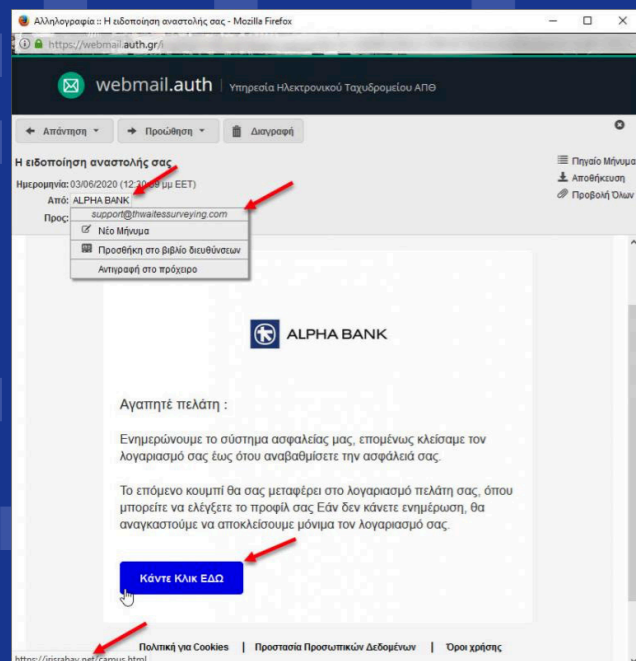 Αλληλογραφία :: Η ειδοποίηση αναστολής σας - Mozilla Firefox
https://webmail.auth.gr/i
webmail.auth | Υπηρεσία Ηλεκτρονικού Ταχυδρομείου ΑΠΘ
Απάντηση Προώθηση Διαγραφή
Η ειδοποίηση αναστολής σας
Πηγαίο Μήνυμα
Ημερομηνία: 03/06/2020 (12:30:39 μμ EET)
Αποθήκευση
Από: ALPHA BANK
Προβολή Όλων
Προς: support@thwaitessurveying.com
Νέο Μήνυμα
Προσθήκη στο βιβλίο διευθύνσεων
Αντιγραφή στο πρόχειρο
ALPHA BANK
Αγαπητέ πελάτη :
Ενημερώνουμε το σύστημα ασφαλείας μας, επομένως κλείσαμε τον
λογαριασμό σας έως ότου αναβαθμίσετε την ασφάλειά σας.
Το επόμενο κουμπί θα σας μεταφέρει στο λογαριασμό πελάτη σας, όπου
μπορείτε να ελέγξετε το προφίλ σας Εάν δεν κάνετε ενημέρωση, θα
αναγκαστούμε να αποκλείσουμε μόνιμα τον λογαριασμό σας.
Κάντε Κλικ ΕΔΩ
Πολιτική για Cookies | Προστασία Προσωπικών Δεδομένων | Όροι χρήσης